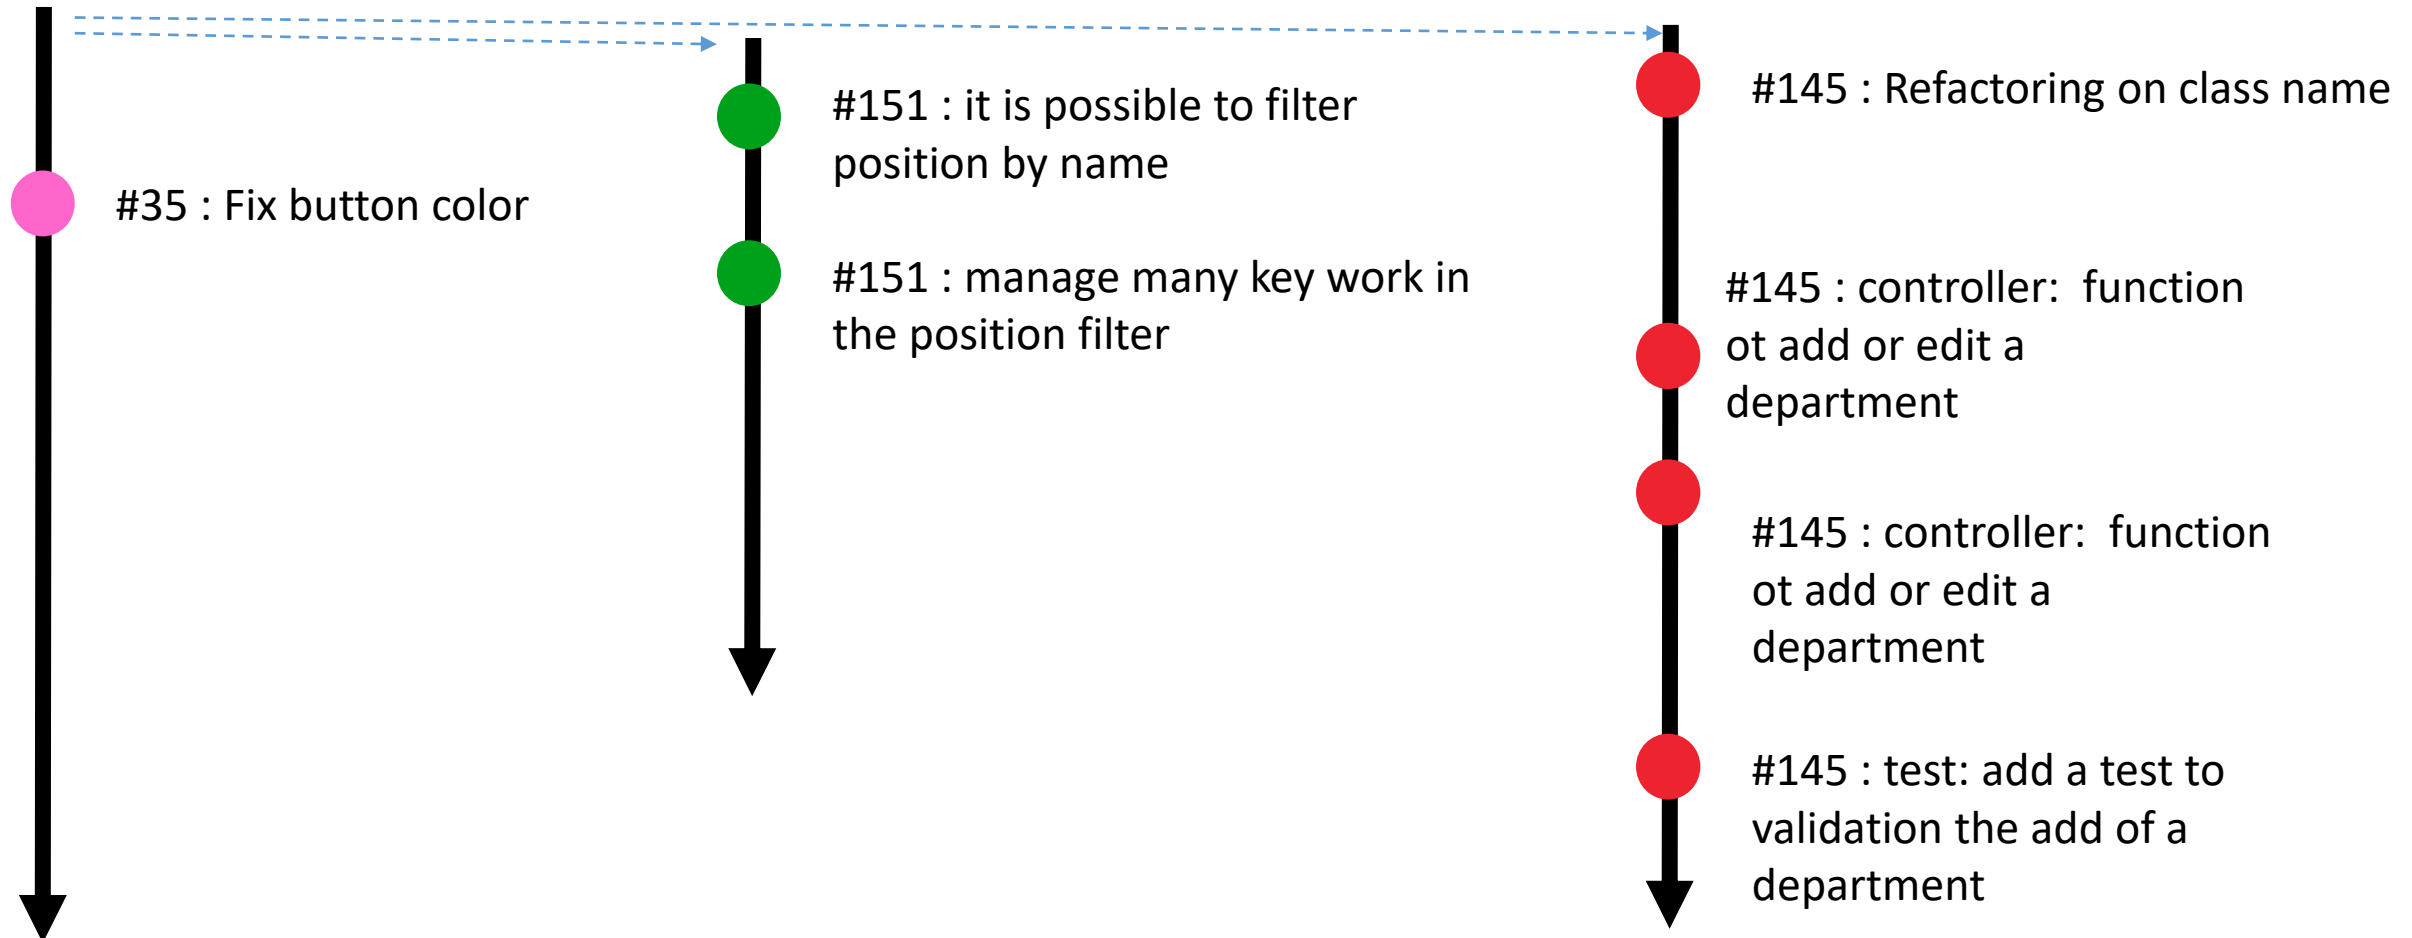 #35 : Fix button color
#151 : it is possible to filter
position by name
#151 : manage many key work in
the position filter
#145 : Refactoring on class name
#145 : controller:  function
ot add or edit a
department
#145 : controller:  function
ot add or edit a
department
#145 : test: add a test to
validation the add of a
department